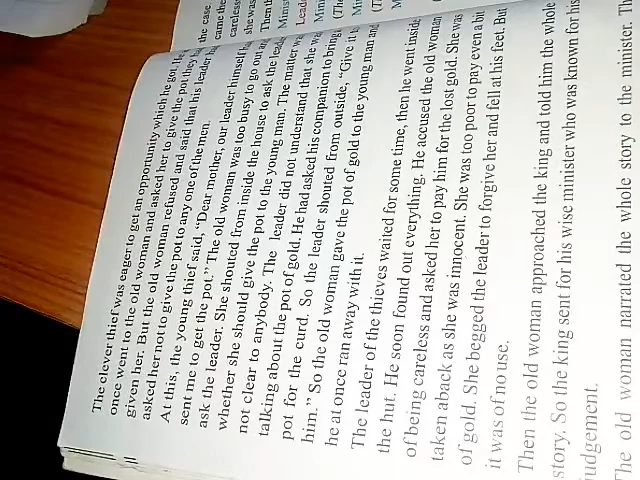 The clever thief was eager to get an opportunity which he got. He
once went to the old woman and asked her to give the pot they
given her. But the old woman refused and said that his leader
asked her not to give the pot to any one of the men.
At this, the young thief said, "Dear mother, our leader himself
sent me to get the pot." The old woman was too busy to go out
ask the leader. She shouted from inside the house to ask the
whether she should give the pot to the young man. The matter
not clear to anybody. The leader did not understand that she
talking about the pot of gold. He had asked his companion to bring
pot for the curd. So the leader shouted from outside, "Give it to
him." So the old woman gave the pot of gold to the young man and
he at once ran away with it.
The leader of the thieves waited for some time, then he went inside
the hut. He soon found out everything. He accused the old woman
of being careless and asked her to pay him for the lost gold. She was
taken aback as she was innocent. She was too poor to pay even a bit
of gold. She begged the leader to forgive her and fell at his feet. But
it was of no use.
Then the old woman approached the king and told him the whole
story. So the king sent for his wise minister who was known for his
judgement.
The old woman narrated the whole story to the minister.
the case
came the
careless
she was
Then
Minis
Lead
Mini
(The
Mi
(T
M